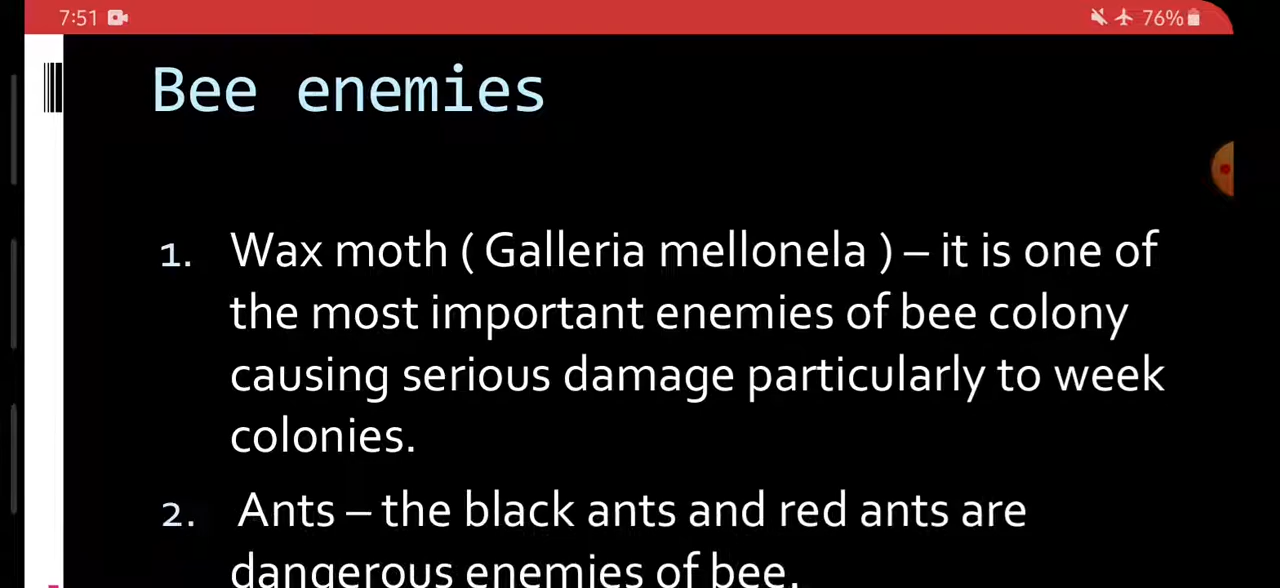 7:51 76%
Bee enemies
1. Wax moth ( Galleria mellonela ) – it is one of
the most important enemies of bee colony
causing serious damage particularly to week
colonies.
2. Ants – the black ants and red ants are
dangerous enemies of bee.